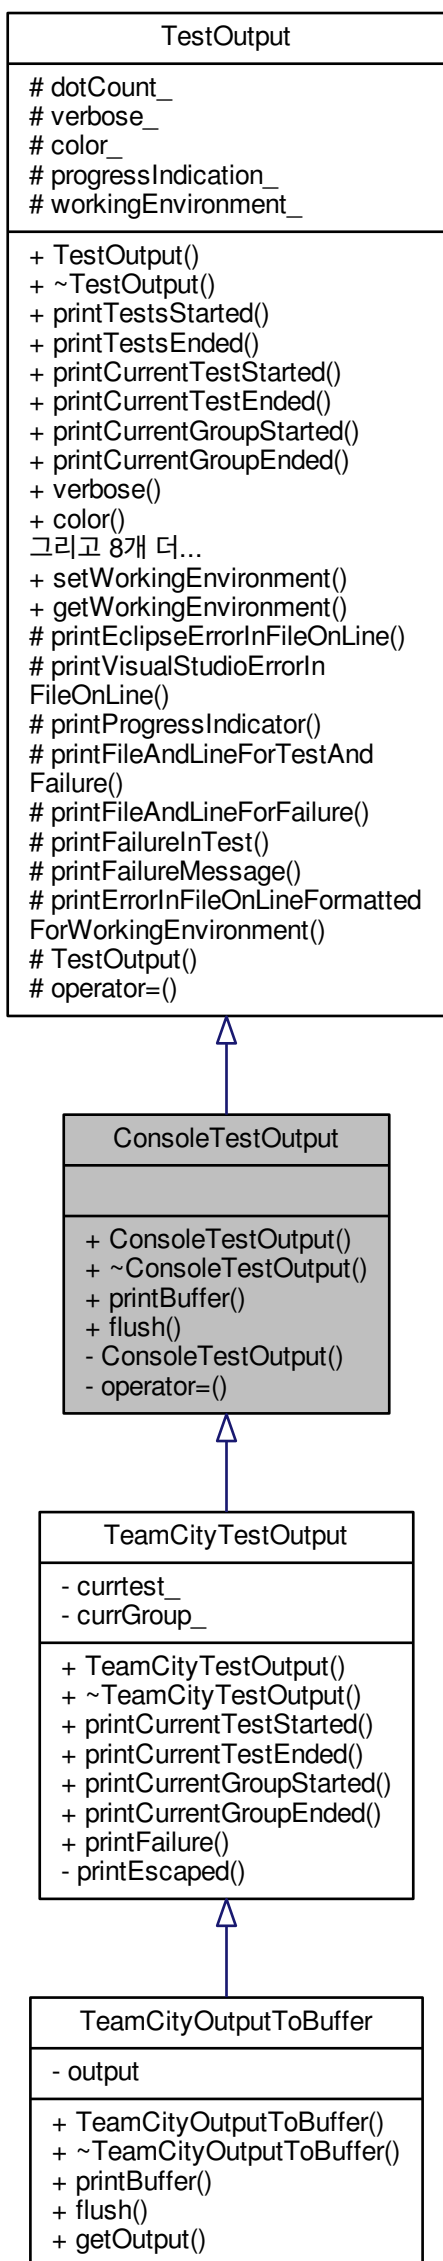 TestOutput
# dotCount_
# verbose_
# color_
# progressIndication_
# workingEnvironment_
+ TestOutput()
+ ~TestOutput()
+ printTestsStarted()
+ printTestsEnded()
+ printCurrentTestStarted()
+ printCurrentTestEnded()
+ printCurrentGroupStarted()
+ printCurrentGroupEnded()
+ verbose()
+ color()
그리고 8개 더...
+ setWorkingEnvironment()
+ getWorkingEnvironment()
# printEclipseErrorInFileOnLine()
# printVisualStudioErrorIn
FileOnLine()
# printProgressIndicator()
# printFileAndLineForTestAnd
Failure()
# printFileAndLineForFailure()
# printFailureInTest()
# printFailureMessage()
# printErrorInFileOnLineFormatted
ForWorkingEnvironment()
# TestOutput()
# operator=()
ConsoleTestOutput
+ ConsoleTestOutput()
+ ~ConsoleTestOutput()
+ printBuffer()
+ flush()
- ConsoleTestOutput()
- operator=()
TeamCityTestOutput
- currtest_
- currGroup_
+ TeamCityTestOutput()
+ ~TeamCityTestOutput()
+ printCurrentTestStarted()
+ printCurrentTestEnded()
+ printCurrentGroupStarted()
+ printCurrentGroupEnded()
+ printFailure()
- printEscaped()
TeamCityOutputToBuffer
- output
+ TeamCityOutputToBuffer()
+ ~TeamCityOutputToBuffer()
+ printBuffer()
+ flush()
+ getOutput()